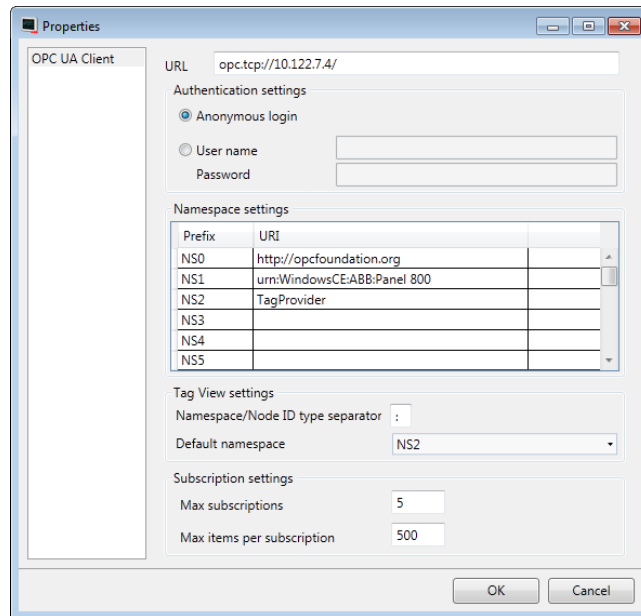 Properties
OPC UA Client
URL opc.tcp://10.122.7.4/
Authentication settings
Anonymous login
User name
Password
Namespace settings
Prefix URI
NS0 http://opcfoundation.org
NS1 urn:WindowsCE:ABB:Panel 800
NS2 TagProvider
NS3
NS4
NS5
Tag View settings
Namespace/Node ID type separator :
Default namespace NS2
Subscription settings
Max subscriptions 5
Max items per subscription 500
OK Cancel